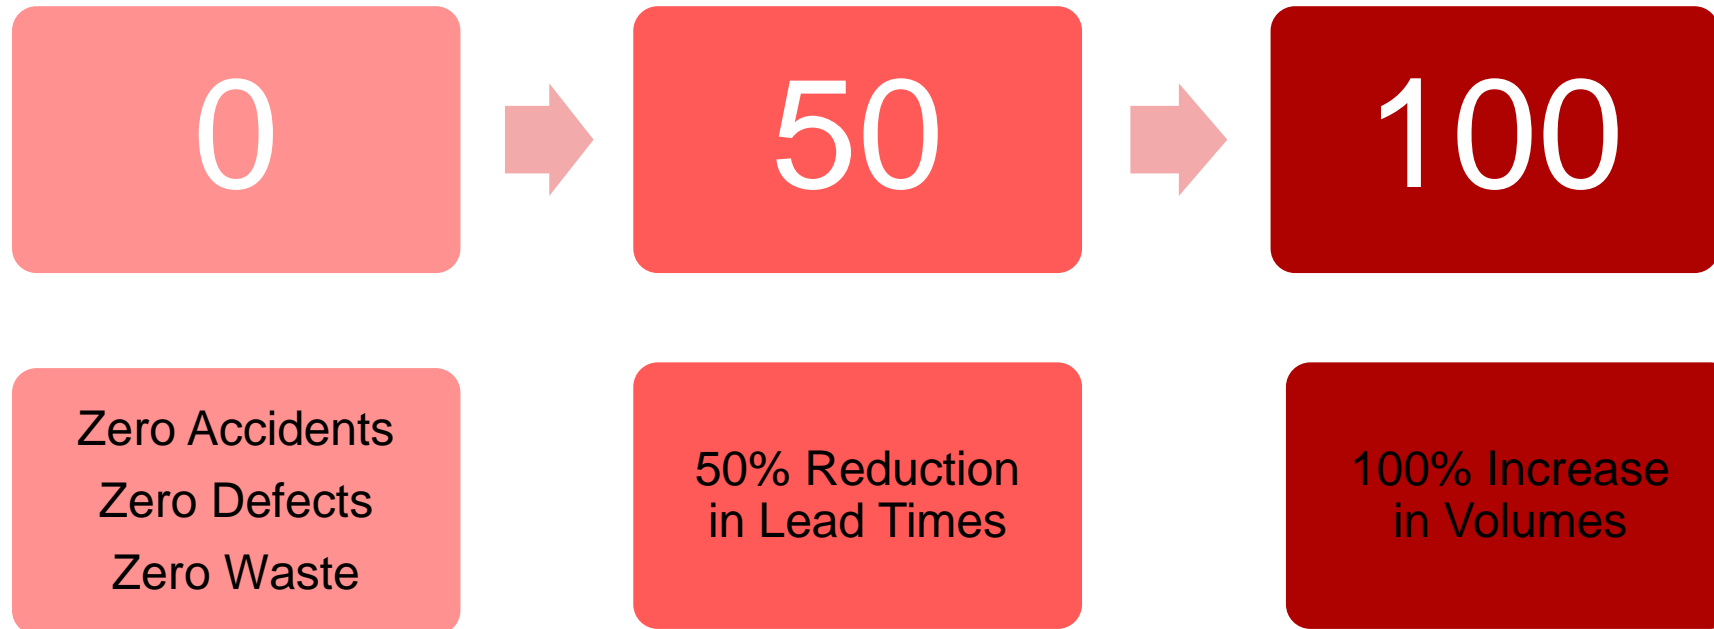 0
50
100
Zero Accidents
Zero Defects
Zero Waste
50% Reduction
in Lead Times
100% Increase
in Volumes